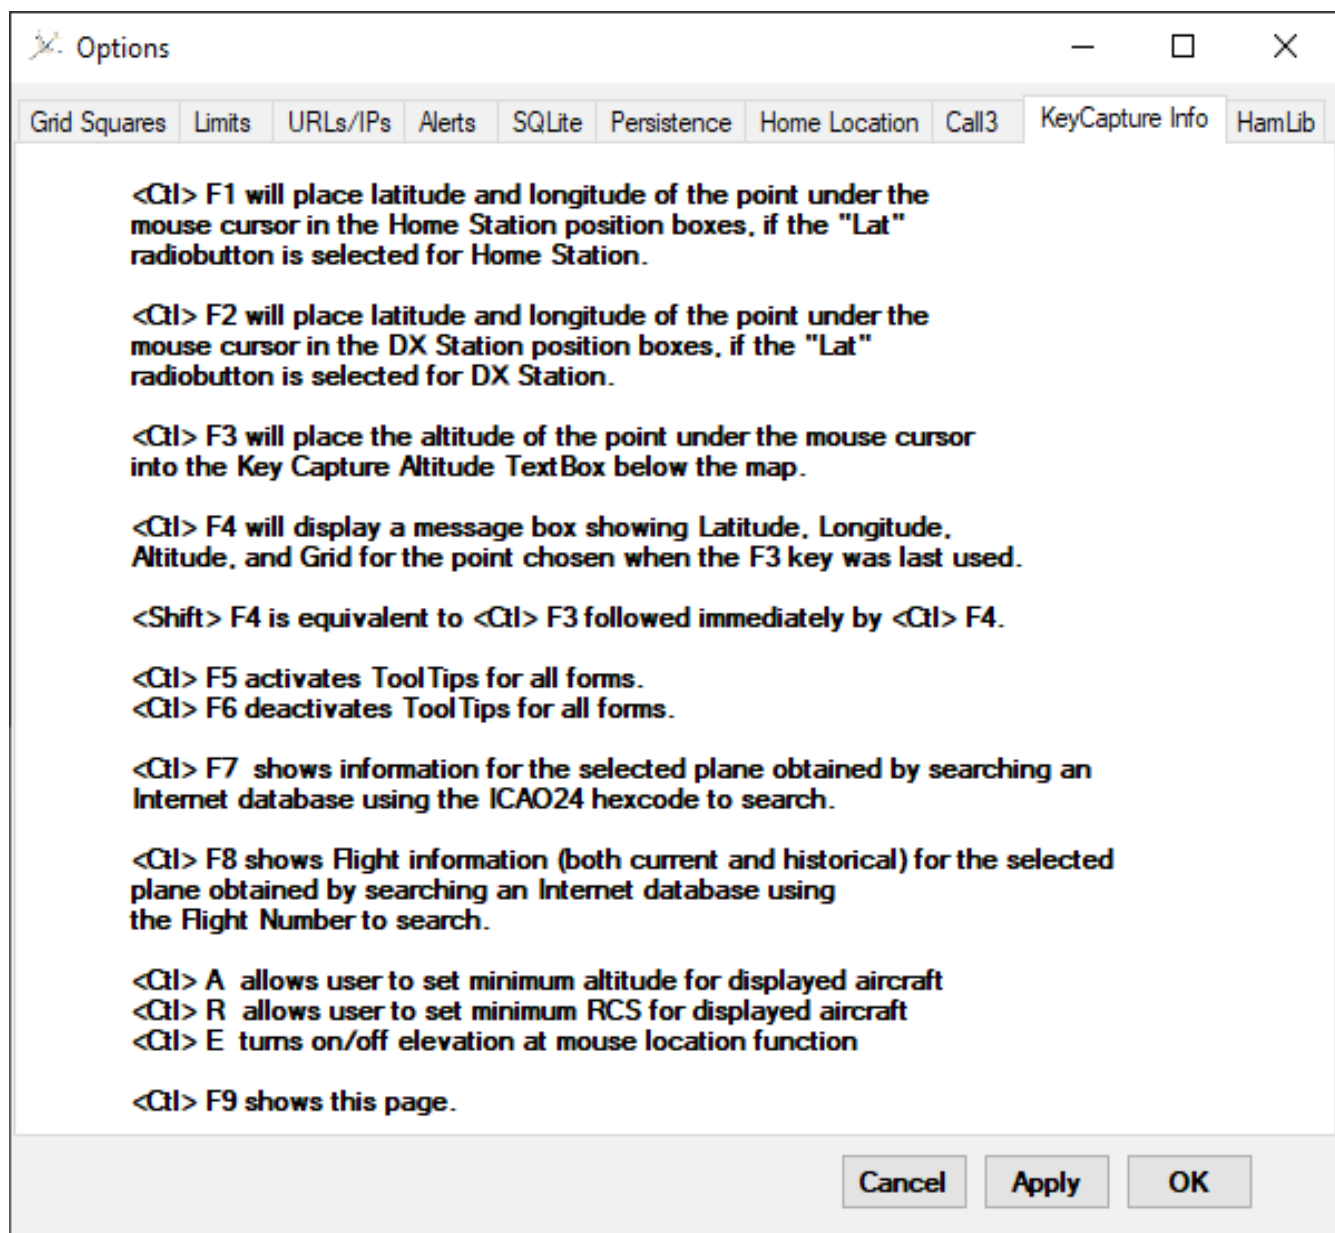 Options
Grid Squares Limits URLs/IPs Alerts SQLite Persistence Home Location Call3 KeyCapture Info HamLib
<Ctl> F1 will place latitude and longitude of the point under the
mouse cursor in the Home Station position boxes, if the "Lat"
radiobutton is selected for Home Station.
<Ctl> F2 will place latitude and longitude of the point under the
mouse cursor in the DX Station position boxes, if the "Lat"
radiobutton is selected for DX Station.
<Ctl> F3 will place the altitude of the point under the mouse cursor
into the Key Capture Altitude TextBox below the map.
<Ctl> F4 will display a message box showing Latitude, Longitude,
Altitude, and Grid for the point chosen when the F3 key was last used.
<Shift> F4 is equivalent to <Ctl> F3 followed immediately by <Ctl> F4.
<Ctl> F5 activates ToolTips for all forms.
<Ctl> F6 deactivates ToolTips for all forms.
<Ctl> F7  shows information for the selected plane obtained by searching an
Internet database using the ICAO24 hexcode to search.
<Ctl> F8 shows Flight information (both current and historical) for the selected
plane obtained by searching an Internet database using
the Flight Number to search.
<Ctl> A  allows user to set minimum altitude for displayed aircraft
<Ctl> R  allows user to set minimum RCS for displayed aircraft
<Ctl> E  turns on/off elevation at mouse location function
<Ctl> F9 shows this page.
Cancel Apply OK